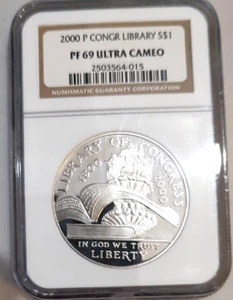 2000 P CONGR LIBRARY S$1
PF 69 ULTRA CAMEO
2503564-015
NUMISMATIC GUARANTY CORPORATION
LIBRARY OF CONGRESS
1800 2000
IN GOD WE TRUST
LIBERTY